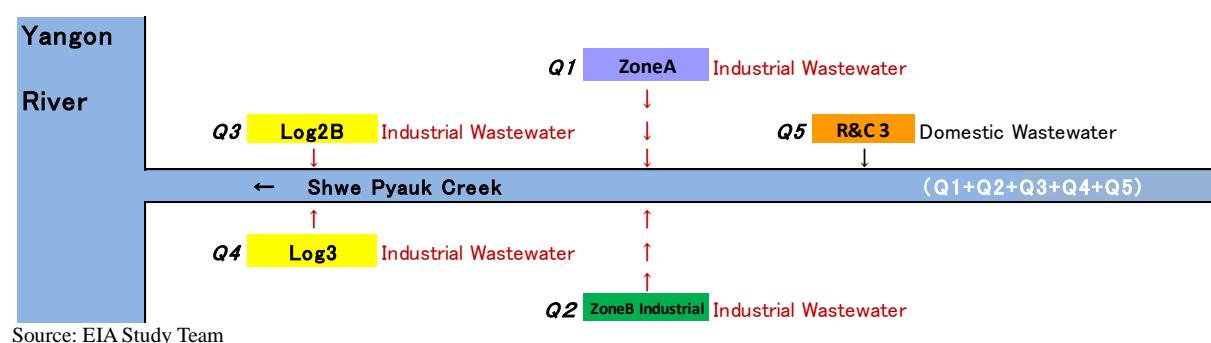 Yangon
River
Q1 ZoneA Industrial Wastewater
Q3 Log2B Industrial Wastewater
Q5 R&C 3 Domestic Wastewater
← Shwe Pyauk Creek (Q1+Q2+Q3+Q4+Q5)
Q4 Log3 Industrial Wastewater
Q2 ZoneB Industrial Industrial Wastewater
Source: EIA Study Team